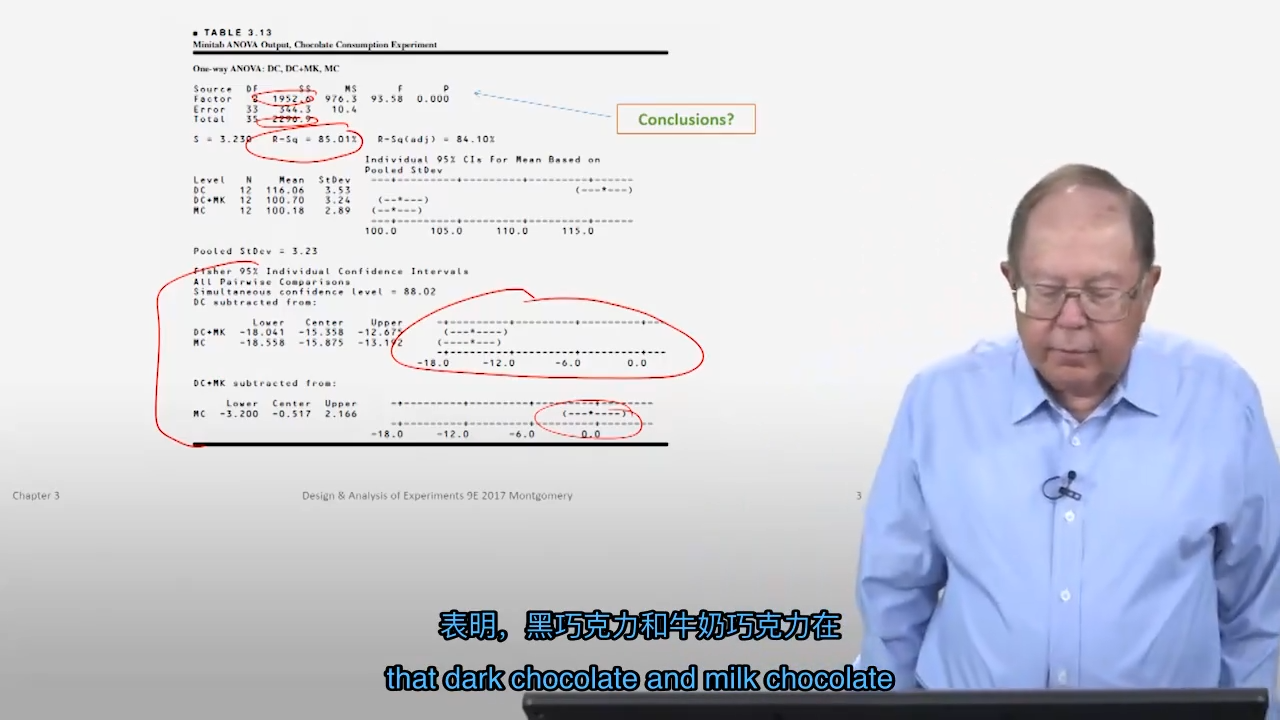 ■ TABLE 3.13
Minitab ANOVA Output, Chocolate Consumption Experiment
One-way ANOVA: DC, DC+MK, MC
Source DF SS MS F P
Factor 2 1952.6 976.3 93.58 0.000
Error 33 344.3 10.4
Total 35 2296.9
S = 3.230 R-Sq = 85.01% R-Sq(adj) = 84.10%
Conclusions?
Individual 95% CIs For Mean Based on
Pooled StDev
Level N Mean StDev ---+---------+---------+---------+------
DC 12 116.06 3.53 (---*---)
DC+MK 12 100.70 3.24 (--*---)
MC 12 100.18 2.89 (--*---)
---+---------+---------+---------+------
100.0 105.0 110.0 115.0
Pooled StDev = 3.23
Fisher 95% Individual Confidence Intervals
All Pairwise Comparisons
Simultaneous confidence level = 88.02
DC subtracted from:
Lower Center Upper -+---------+---------+---------+---
DC+MK -18.041 -15.358 -12.675 (---*----)
MC -18.558 -15.875 -13.192 (----*---)
-+---------+---------+---------+---
-18.0 -12.0 -6.0 0.0
DC+MK subtracted from:
Lower Center Upper -+---------+---------+---------+---
MC -3.200 -0.517 2.166 (---*----)
-+---------+---------+---------+---
-18.0 -12.0 -6.0 0.0
Chapter 3 Design & Analysis of Experiments 9E 2017 Montgomery 3
表明，黑巧克力和牛奶巧克力在
that dark chocolate and milk chocolate